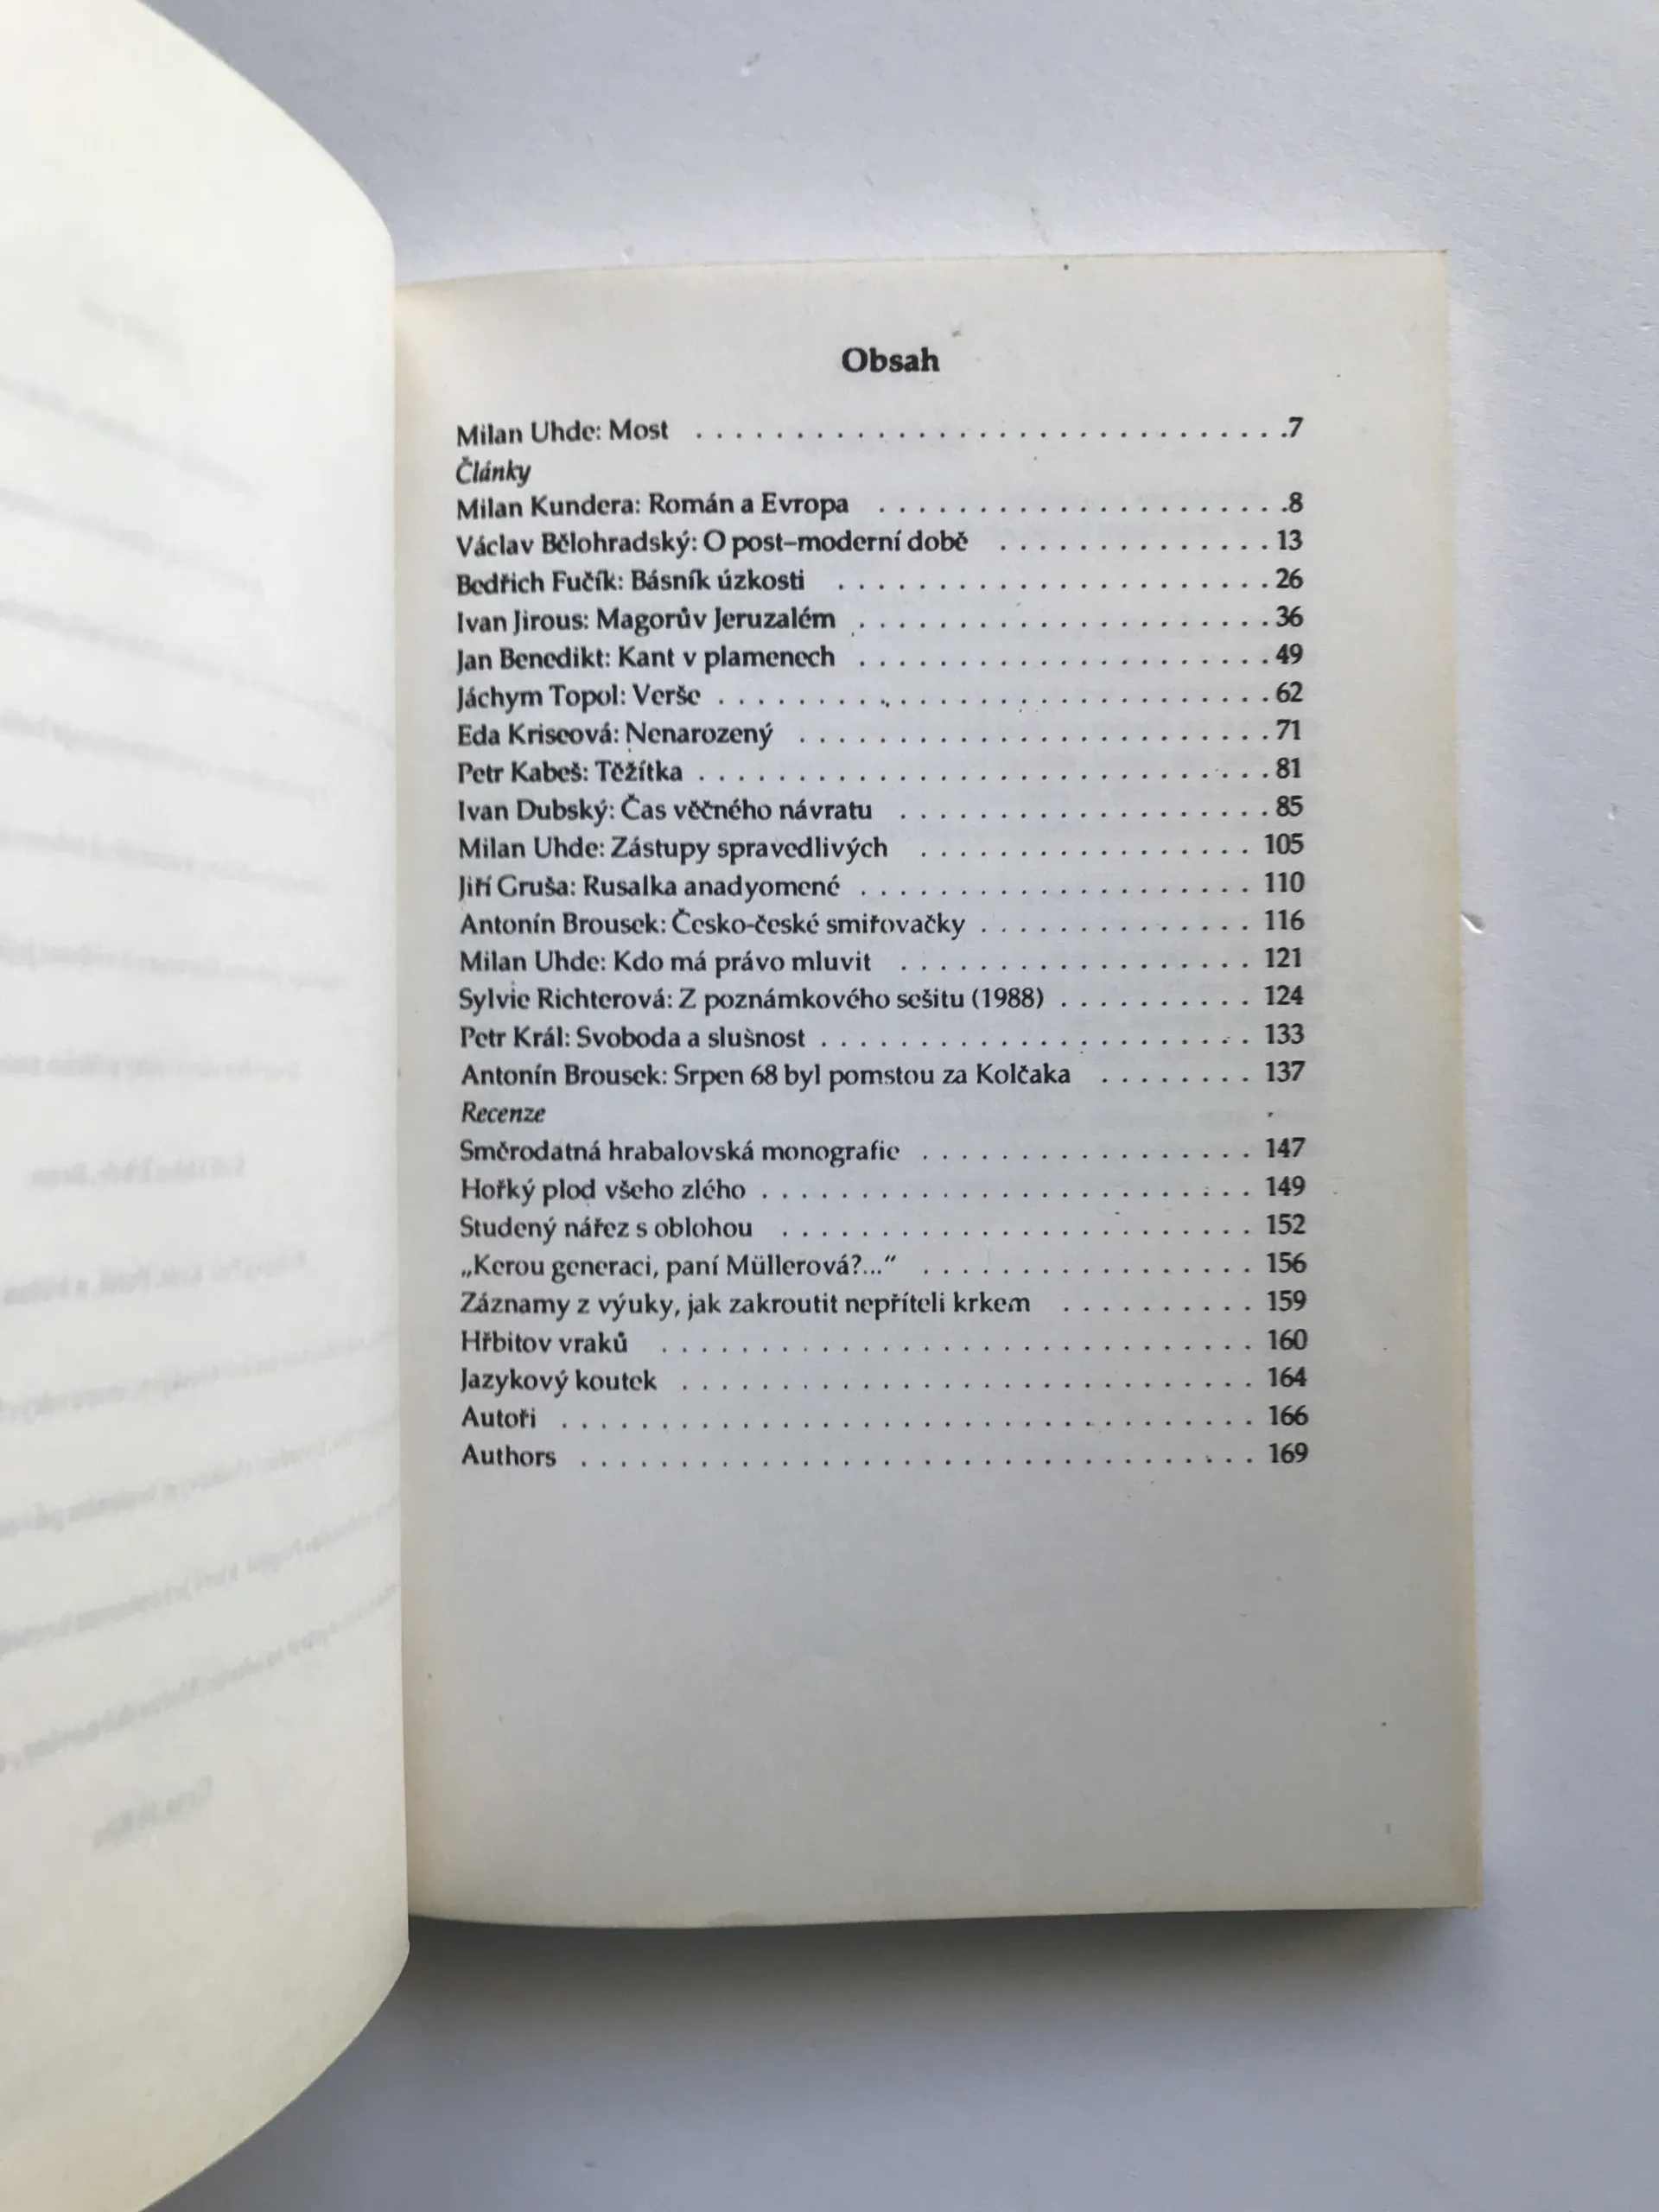 Obsah
Milan Uhde: Most . . . . . . . . . . . . . . . . . . . . . . . . . . . . . .7
Články
Milan Kundera: Román a Evropa . . . . . . . . . . . . . . . . . . . . .8
Václav Bělohradský: O post–moderní době . . . . . . . . . . . . . . 13
Bedřich Fučík: Básník úzkosti . . . . . . . . . . . . . . . . . . . . . . 26
Ivan Jirous: Magorův Jeruzalém . . . . . . . . . . . . . . . . . . . . . 36
Jan Benedikt: Kant v plamenech . . . . . . . . . . . . . . . . . . . . . 49
Jáchym Topol: Verše . . . . . . . . . . . . . . . . . . . . . . . . . . . . 62
Eda Kriseová: Nenarozený . . . . . . . . . . . . . . . . . . . . . . . . 71
Petr Kabeš: Těžítka . . . . . . . . . . . . . . . . . . . . . . . . . . . . . 81
Ivan Dubský: Čas věčného návratu . . . . . . . . . . . . . . . . . . . 85
Milan Uhde: Zástupy spravedlivých . . . . . . . . . . . . . . . . . 105
Jiří Gruša: Rusalka anadyomené . . . . . . . . . . . . . . . . . . . . 110
Antonín Brousek: Česko-české smiřovačky . . . . . . . . . . . . . . 116
Milan Uhde: Kdo má právo mluvit . . . . . . . . . . . . . . . . . . 121
Sylvie Richterová: Z poznámkového sešitu (1988) . . . . . . . . . . 124
Petr Král: Svoboda a slušnost . . . . . . . . . . . . . . . . . . . . . . 133
Antonín Brousek: Srpen 68 byl pomstou za Kolčaka . . . . . . . . 137
Recenze
Směrodatná hrabalovská monografie . . . . . . . . . . . . . . . . . 147
Hořký plod všeho zlého . . . . . . . . . . . . . . . . . . . . . . . . . 149
Studený nářez s oblohou . . . . . . . . . . . . . . . . . . . . . . . . 152
„Kerou generaci, paní Müllerová?...“ . . . . . . . . . . . . . . . . . 156
Záznamy z výuky, jak zakroutit nepříteli krkem . . . . . . . . . . 159
Hřbitov vraků . . . . . . . . . . . . . . . . . . . . . . . . . . . . . . 160
Jazykový koutek . . . . . . . . . . . . . . . . . . . . . . . . . . . . . 164
Autoři . . . . . . . . . . . . . . . . . . . . . . . . . . . . . . . . . . . 166
Authors . . . . . . . . . . . . . . . . . . . . . . . . . . . . . . . . . . 169